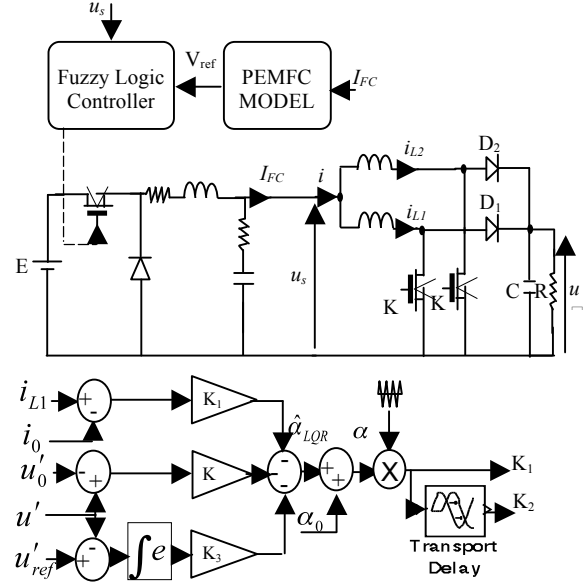 u_s
Fuzzy Logic Controller
V_ref
PEMFC MODEL
I_FC
D_2
i_L2
I_FC
i
D_1
i_L1
E
u_s
K
K
C
R
u
i_L1
K_1
α̂_LQR
i_0
α
u'_0
K
X
K_1
K_2
u'
α_0
u'_ref
∫e
K_3
Transport
Delay